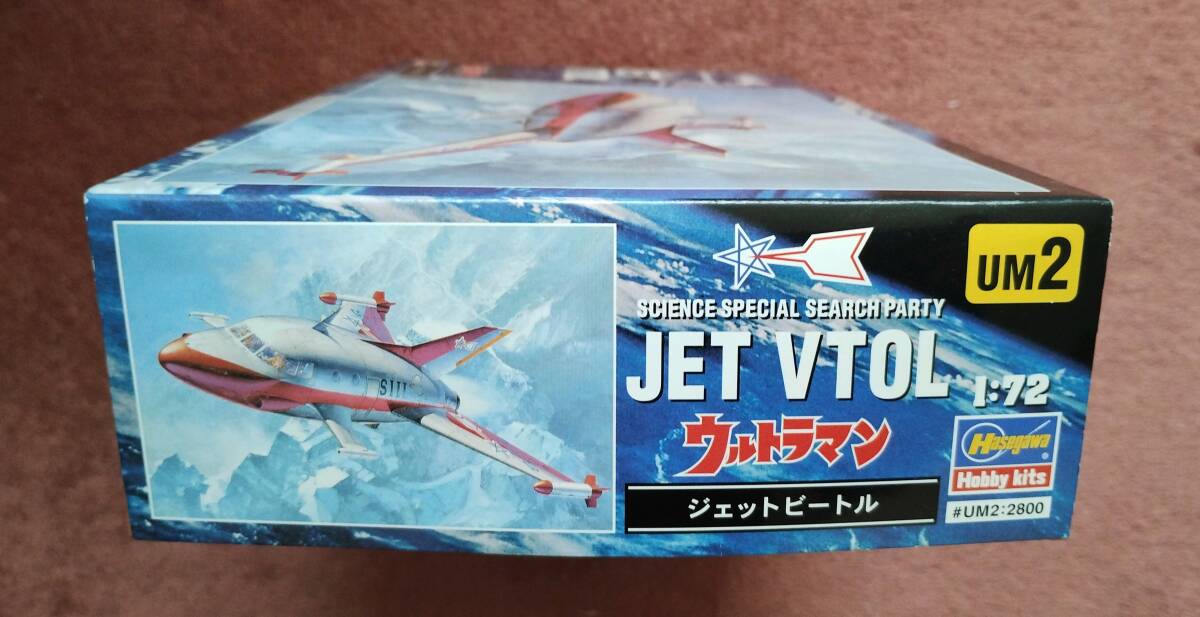 SIII
SCIENCE SPECIAL SEARCH PARTY
UM2
JET VTOL 1:72
ウルトラマン
ジェットビートル
Hasegawa
Hobby kits
#UM2:2800